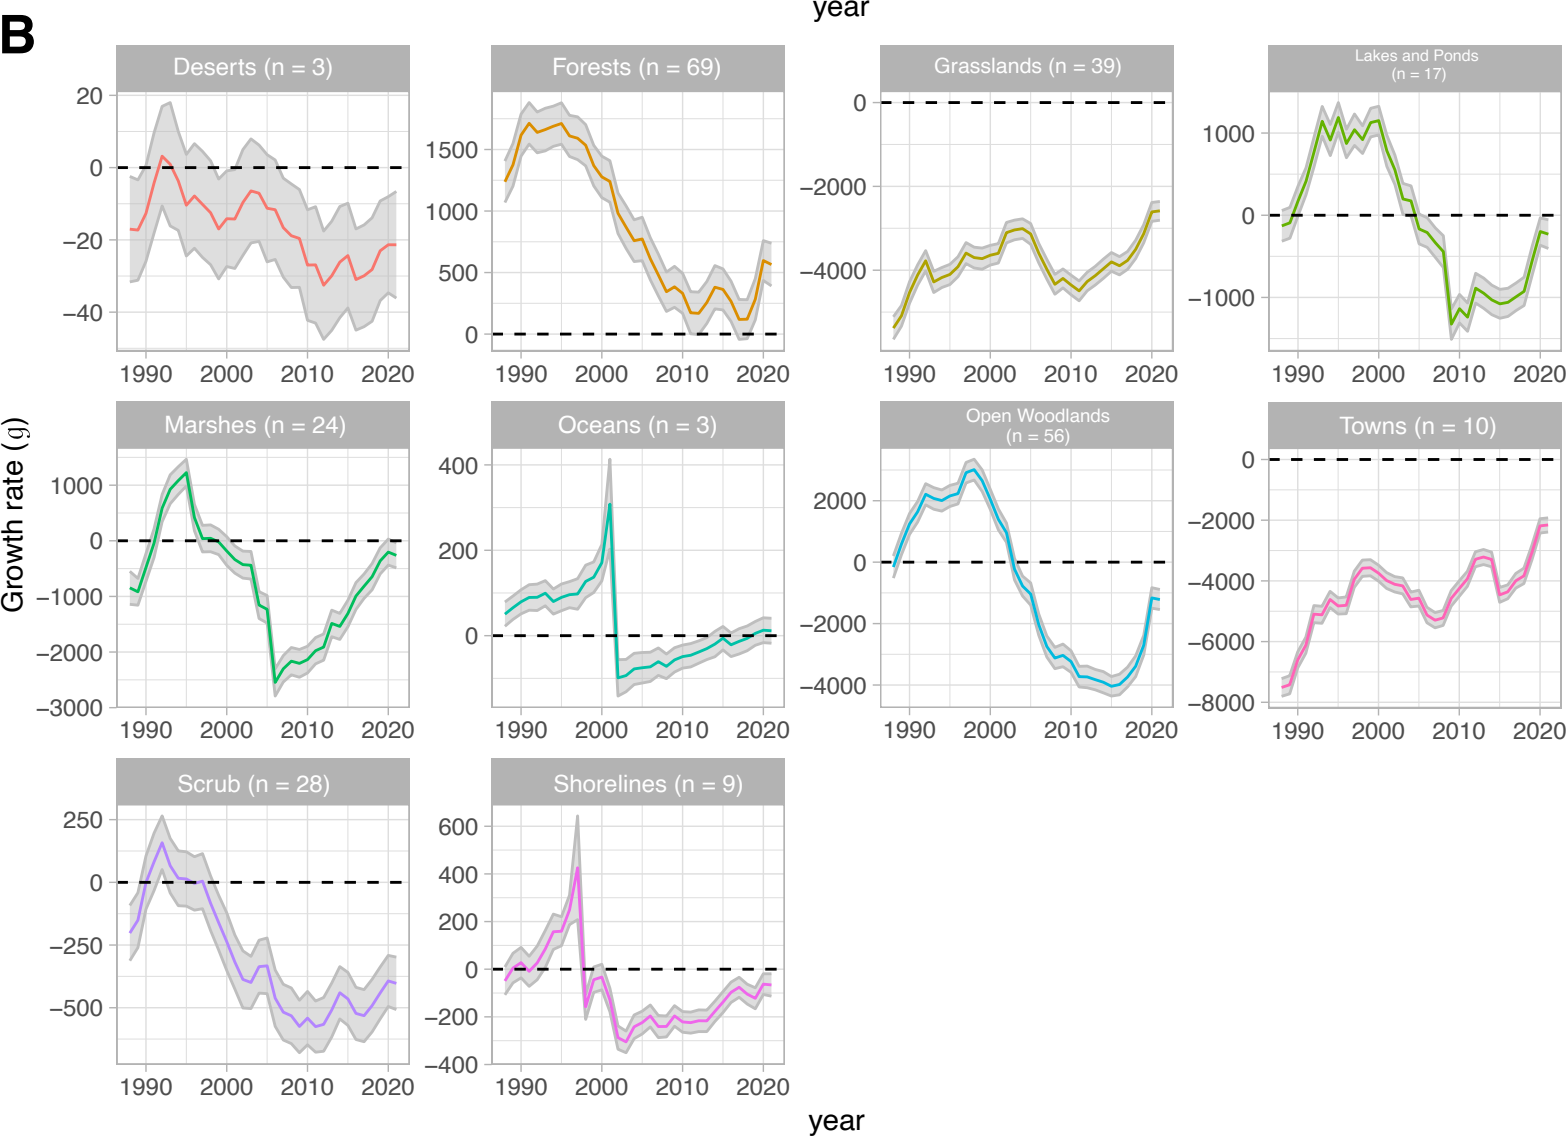 year
B
Deserts (n = 3)
Forests (n = 69)
Grasslands (n = 39)
Lakes and Ponds
(n = 17)
20
0
−20
−40
1990 2000 2010 2020
1500
1000
500
0
1990 2000 2010 2020
0
−2000
−4000
1990 2000 2010 2020
1000
0
−1000
1990 2000 2010 2020
Growth rate (g)
Marshes (n = 24)
Oceans (n = 3)
Open Woodlands
(n = 56)
Towns (n = 10)
1000
0
−1000
−2000
−3000
1990 2000 2010 2020
400
200
0
1990 2000 2010 2020
2000
0
−2000
−4000
1990 2000 2010 2020
0
−2000
−4000
−6000
−8000
1990 2000 2010 2020
Scrub (n = 28)
Shorelines (n = 9)
250
0
−250
−500
1990 2000 2010 2020
600
400
200
0
−200
−400
1990 2000 2010 2020
year